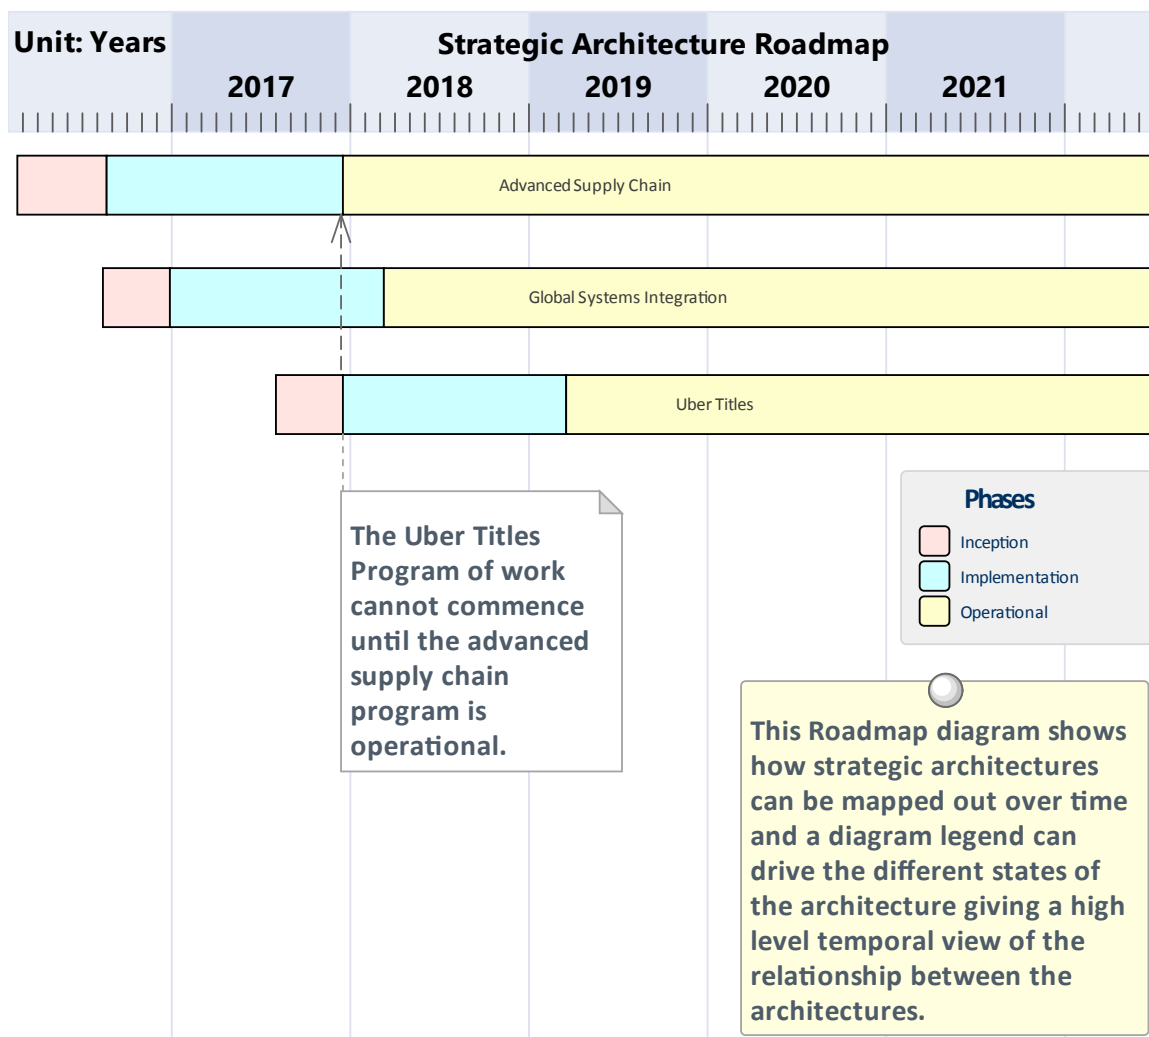 Unit: Years
Strategic Architecture Roadmap
2017 2018 2019 2020 2021
Advanced Supply Chain
Global Systems Integration
Uber Titles
The Uber Titles
Program of work
cannot commence
until the advanced
supply chain
program is
operational.
Phases
Inception
Implementation
Operational
This Roadmap diagram shows
how strategic architectures
can be mapped out over time
and a diagram legend can
drive the different states of
the architecture giving a high
level temporal view of the
relationship between the
architectures.